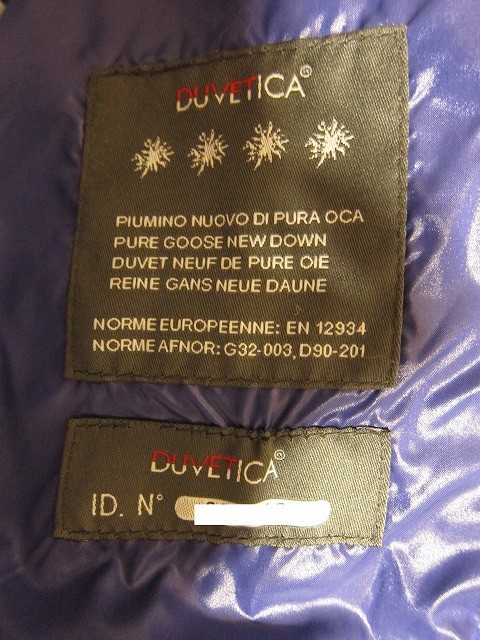 DUVETICA®
PIUMINO NUOVO DI PURA OCA
PURE GOOSE NEW DOWN
DUVET NEUF DE PURE OIE
REINE GANS NEUE DAUNE
NORME EUROPEENNE: EN 12934
NORME AFNOR: G32-003, D90-201
DUVETICA®
ID. N°